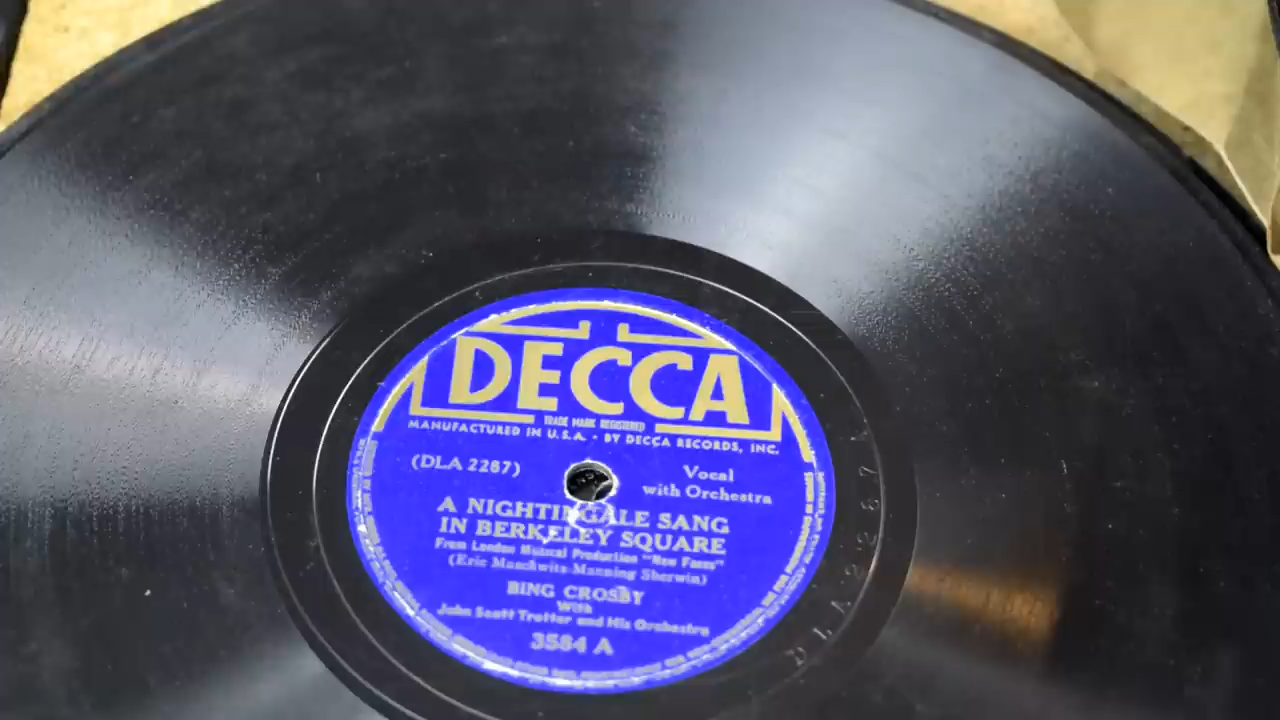 DECCA
TRADE MARK REGISTERED
MANUFACTURED IN U.S.A. • BY DECCA RECORDS, INC.
(DLA 2287)
Vocal
with Orchestra
A NIGHTINGALE SANG
IN BERKELEY SQUARE
From London Musical Production "New Faces"
(Eric Maschwitz-Manning Sherwin)
BING CROSBY
With
John Scott Trotter and His Orchestra
3584 A
DLA2287